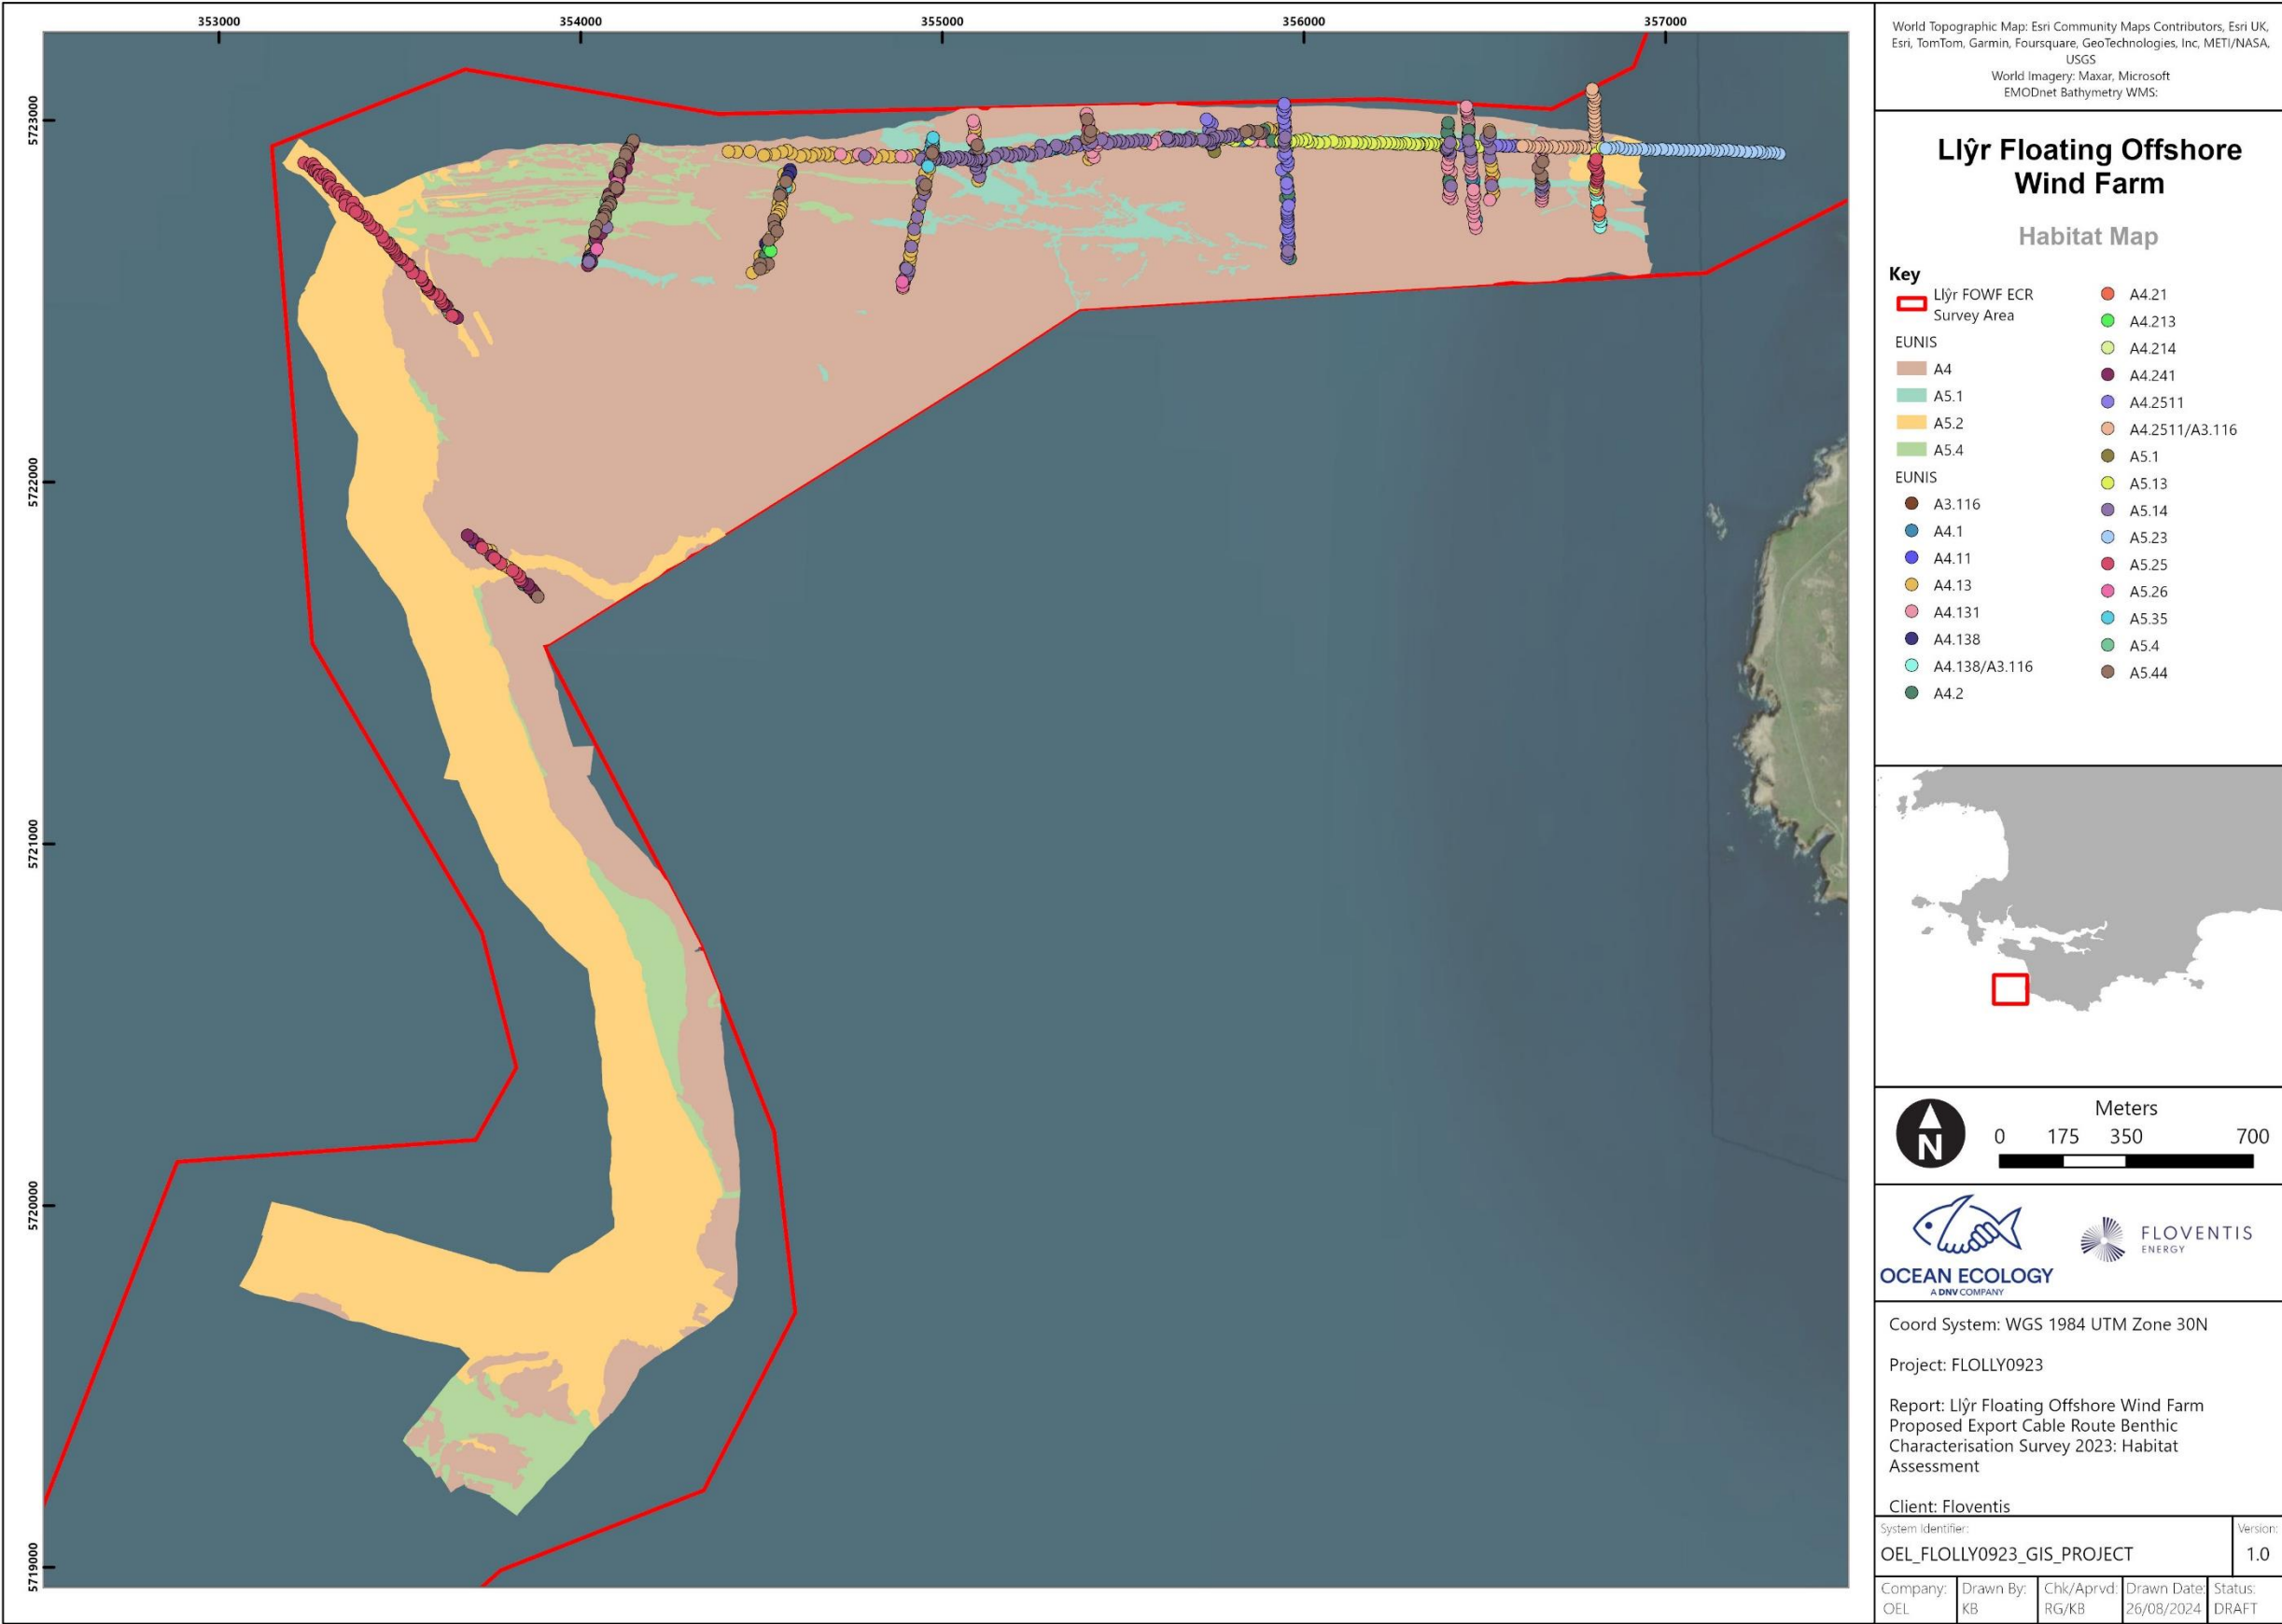 353000
354000
355000
356000
357000
5723000
5722000
5721000
5720000
5719000
World Topographic Map: Esri Community Maps Contributors, Esri UK,
Esri, TomTom, Garmin, Foursquare, GeoTechnologies, Inc, METI/NASA,
USGS
World Imagery: Maxar, Microsoft
EMODnet Bathymetry WMS:
Llŷr Floating Offshore
Wind Farm
Habitat Map
Key
Llŷr FOWF ECR
Survey Area
EUNIS
A4
A5.1
A5.2
A5.4
EUNIS
A3.116
A4.1
A4.11
A4.13
A4.131
A4.138
A4.138/A3.116
A4.2
A4.21
A4.213
A4.214
A4.241
A4.2511
A4.2511/A3.116
A5.1
A5.13
A5.14
A5.23
A5.25
A5.26
A5.35
A5.4
A5.44
N
Meters
0 175 350 700
OCEAN ECOLOGY
A DNV COMPANY
FLOVENTIS
ENERGY
Coord System: WGS 1984 UTM Zone 30N
Project: FLOLLY0923
Report: Llŷr Floating Offshore Wind Farm
Proposed Export Cable Route Benthic
Characterisation Survey 2023: Habitat
Assessment
Client: Floventis
System Identifier:
OEL_FLOLLY0923_GIS_PROJECT
Version:
1.0
Company:
OEL
Drawn By:
KB
Chk/Aprvd:
RG/KB
Drawn Date:
26/08/2024
Status:
DRAFT